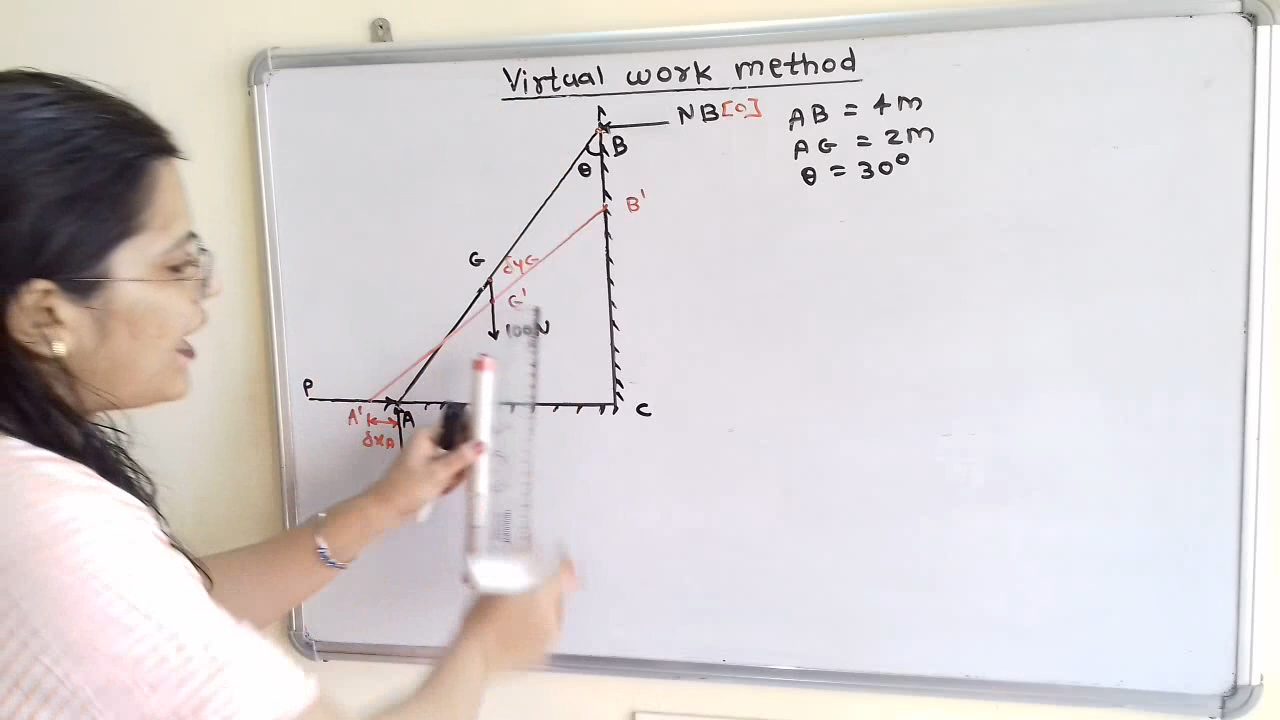 Virtual work method
NB[0]
AB = 4m
AG = 2m
θ = 30°
B
θ
B'
G
δyG
G'
100N
P
A'
A
C
δxA